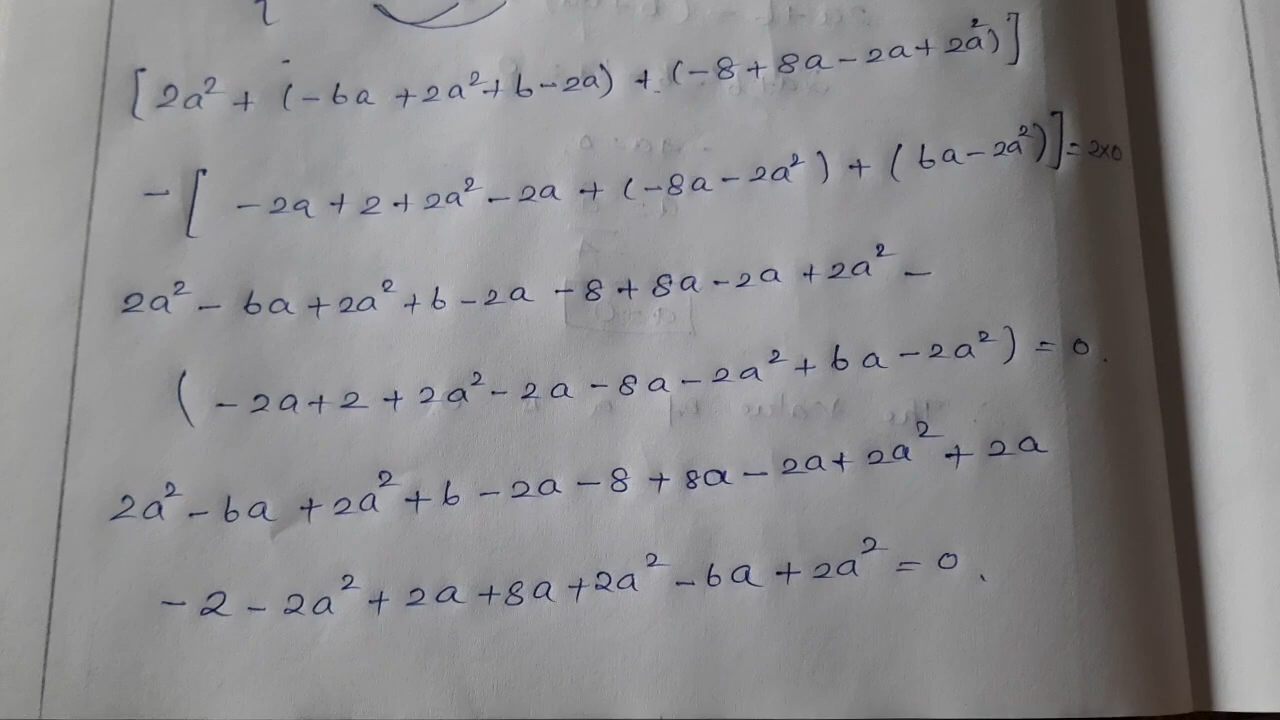 [2a² + (-6a + 2a² + 6 - 2a) + (-8 + 8a - 2a + 2a²)]
- [ -2a + 2 + 2a² - 2a + (-8a - 2a²) + (6a - 2a²)] = 2×0
2a² - 6a + 2a² + 6 - 2a - 8 + 8a - 2a + 2a² -
( -2a + 2 + 2a² - 2a - 8a - 2a² + 6a - 2a²) = 0.
2a² - 6a + 2a² + 6 - 2a - 8 + 8a - 2a + 2a² + 2a
- 2 - 2a² + 2a + 8a + 2a² - 6a + 2a² = 0.